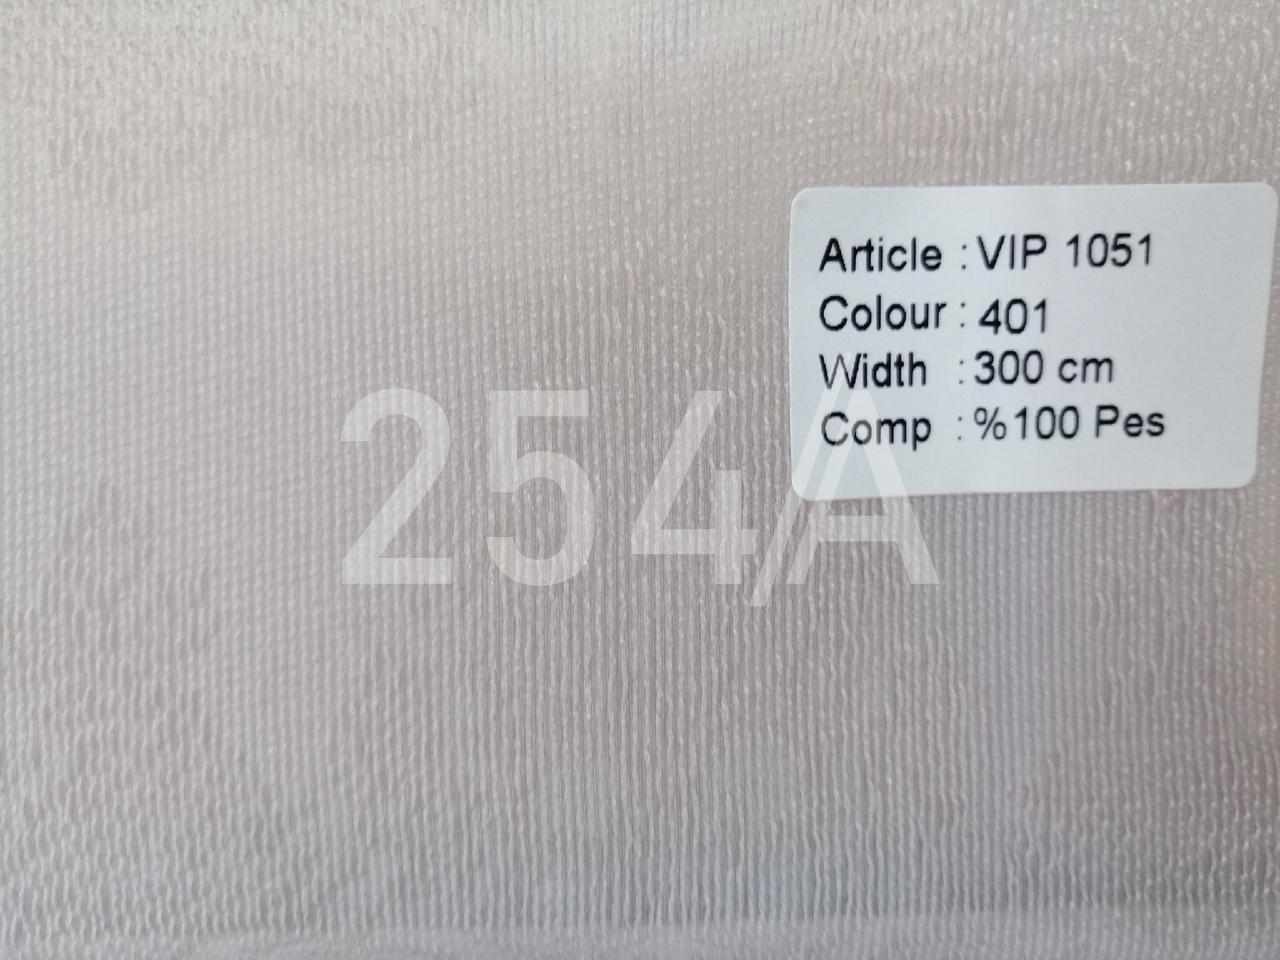 Article : VIP 1051
Colour : 401
Width : 300 cm
Comp : %100 Pes
254/A